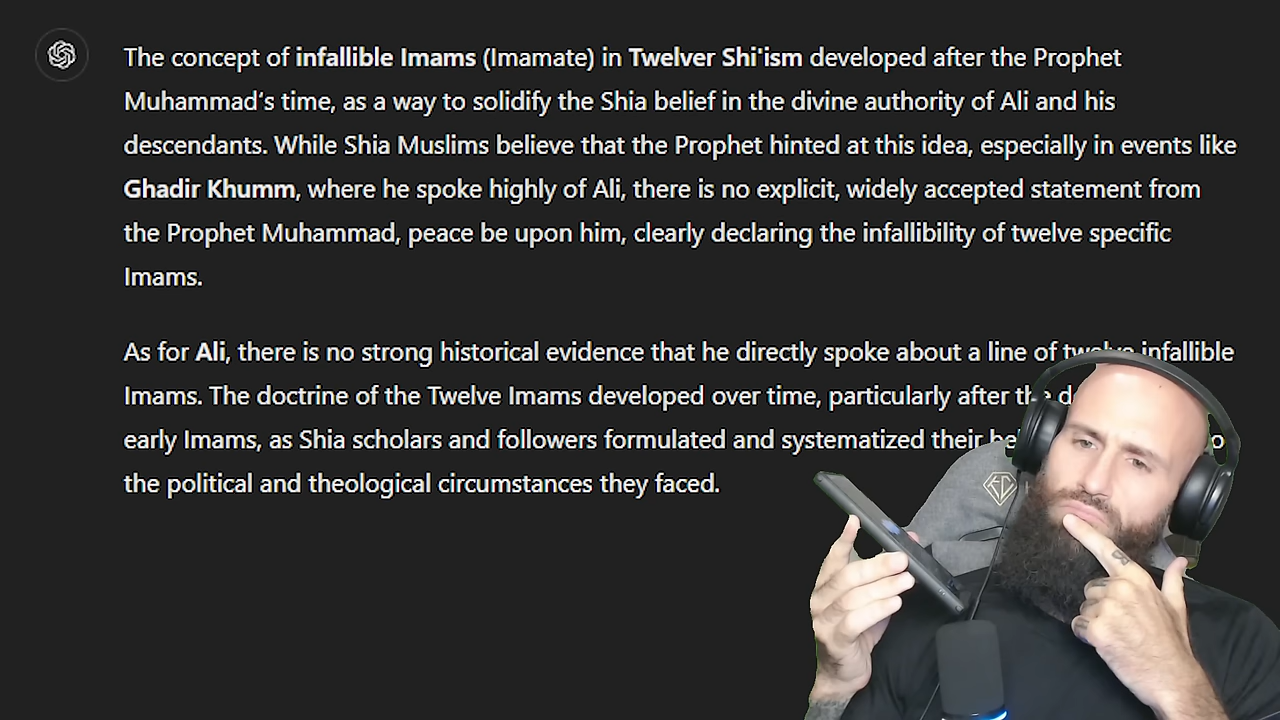 The concept of infallible Imams (Imamate) in Twelver Shi'ism developed after the Prophet
Muhammad's time, as a way to solidify the Shia belief in the divine authority of Ali and his
descendants. While Shia Muslims believe that the Prophet hinted at this idea, especially in events like
Ghadir Khumm, where he spoke highly of Ali, there is no explicit, widely accepted statement from
the Prophet Muhammad, peace be upon him, clearly declaring the infallibility of twelve specific
Imams.
As for Ali, there is no strong historical evidence that he directly spoke about a line of twelve infallible
Imams. The doctrine of the Twelve Imams developed over time, particularly after the
early Imams, as Shia scholars and followers formulated and systematized their
the political and theological circumstances they faced.